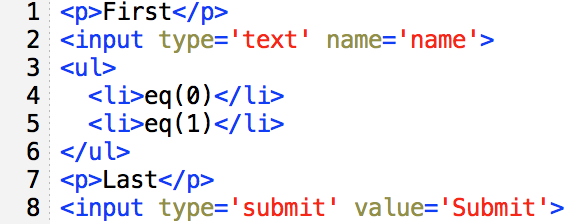 1 <p>First</p>
2 <input type='text' name='name'>
3 <ul>
4   <li>eq(0)</li>
5   <li>eq(1)</li>
6 </ul>
7 <p>Last</p>
8 <input type='submit' value='Submit'>